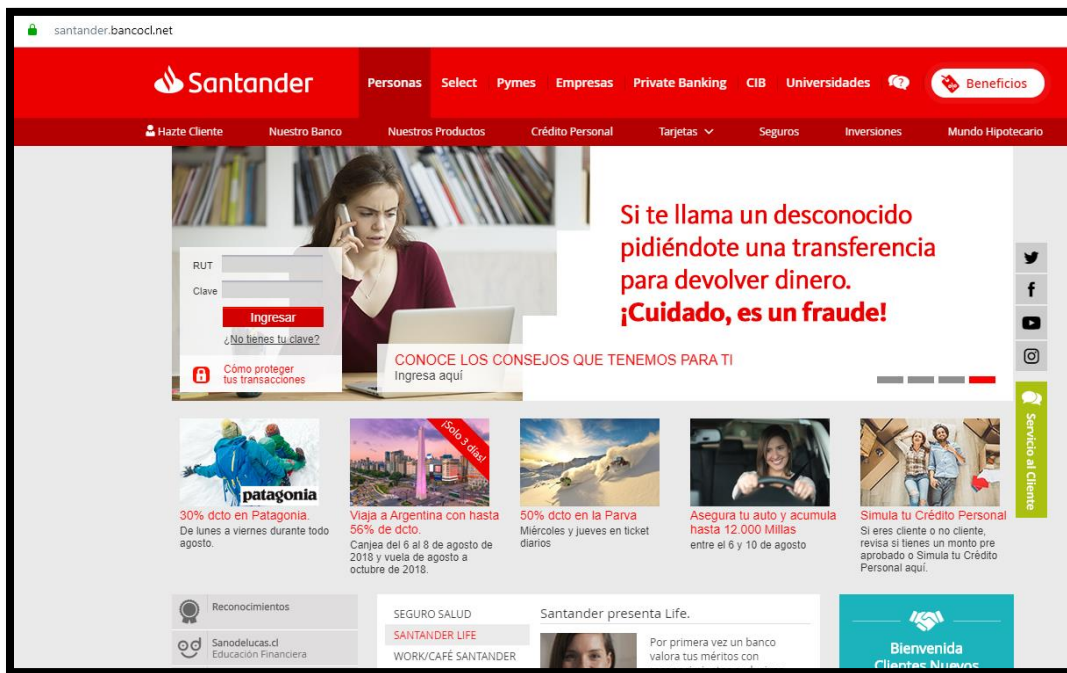 santander.bancocl.net
Santander
Personas Select Pymes Empresas Private Banking CIB Universidades Beneficios
Hazte Cliente Nuestro Banco Nuestros Productos Crédito Personal Tarjetas Seguros Inversiones Mundo Hipotecario
Si te llama un desconocido
pidiéndote una transferencia
para devolver dinero.
¡Cuidado, es un fraude!
RUT
Clave
Ingresar
¿No tienes tu clave?
Cómo proteger
tus transacciones
CONOCE LOS CONSEJOS QUE TENEMOS PARA TI
Ingresa aquí
Servicio al Cliente
patagonia
30% dcto en Patagonia.
De lunes a viernes durante todo
agosto.
¡Solo 3 días!
Viaja a Argentina con hasta
56% de dcto.
Canjea del 6 al 8 de agosto de
2018 y vuela de agosto a
octubre de 2018.
50% dcto en la Parva
Miércoles y jueves en ticket
diarios
Asegura tu auto y acumula
hasta 12.000 Millas
entre el 6 y 10 de agosto
Simula tu Crédito Personal
Si eres cliente o no cliente,
revisa si tienes un monto pre
aprobado o Simula tu Crédito
Personal aquí.
Reconocimientos
Sanodelucas.cl
Educación Financiera
SEGURO SALUD
SANTANDER LIFE
WORK/CAFÉ SANTANDER
Santander presenta Life.
Por primera vez un banco
valora tus méritos con
Bienvenida
Clientes Nuevos